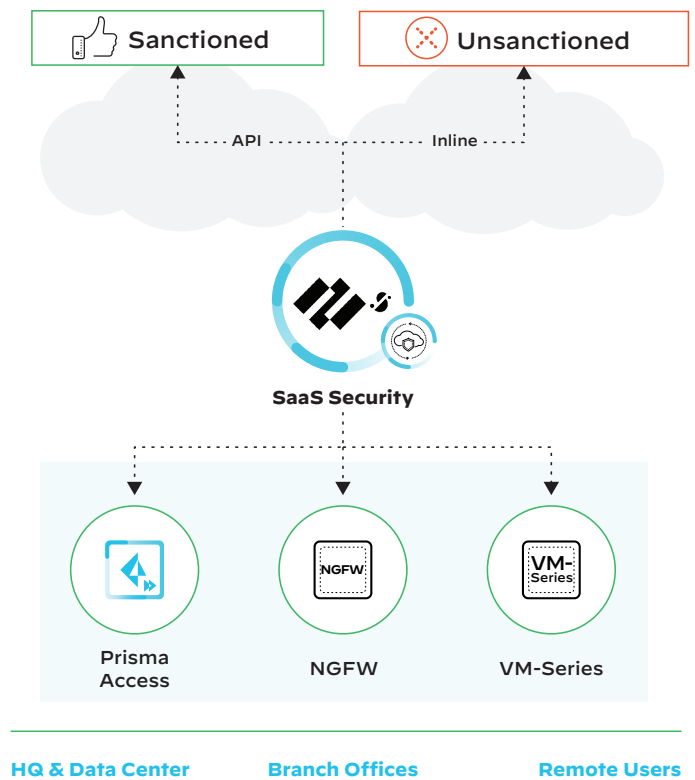 Sanctioned
Unsanctioned
API
Inline
SaaS Security
NGFW
VM-
Series
Prisma
Access
NGFW
VM-Series
HQ & Data Center
Branch Offices
Remote Users